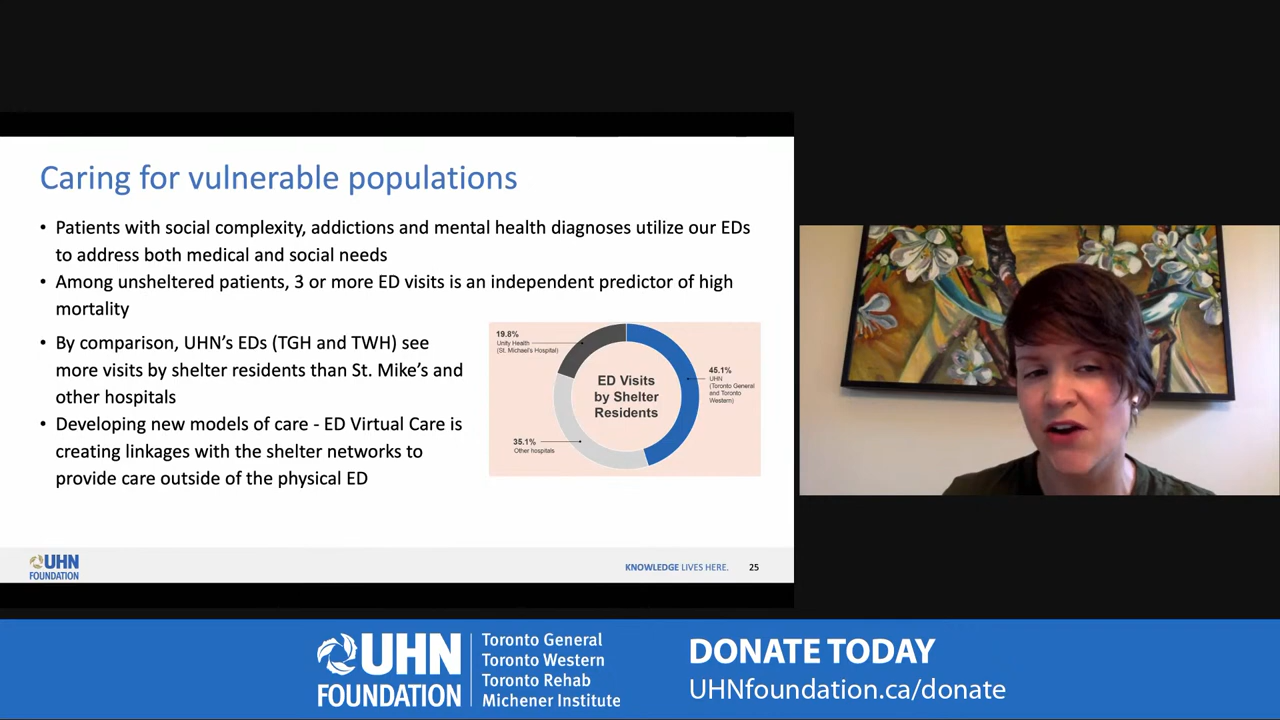 Caring for vulnerable populations
• Patients with social complexity, addictions and mental health diagnoses utilize our EDs
to address both medical and social needs
• Among unsheltered patients, 3 or more ED visits is an independent predictor of high
mortality
• By comparison, UHN’s EDs (TGH and TWH) see
more visits by shelter residents than St. Mike’s and
other hospitals
• Developing new models of care - ED Virtual Care is
creating linkages with the shelter networks to
provide care outside of the physical ED
19.8%
Unity Health
(St. Michael's Hospital)
ED Visits
by Shelter
Residents
45.1%
UHN
(Toronto General
and Toronto
Western)
35.1%
Other hospitals
UHN
FOUNDATION
KNOWLEDGE LIVES HERE.
25
UHN
FOUNDATION
Toronto General
Toronto Western
Toronto Rehab
Michener Institute
DONATE TODAY
UHNfoundation.ca/donate